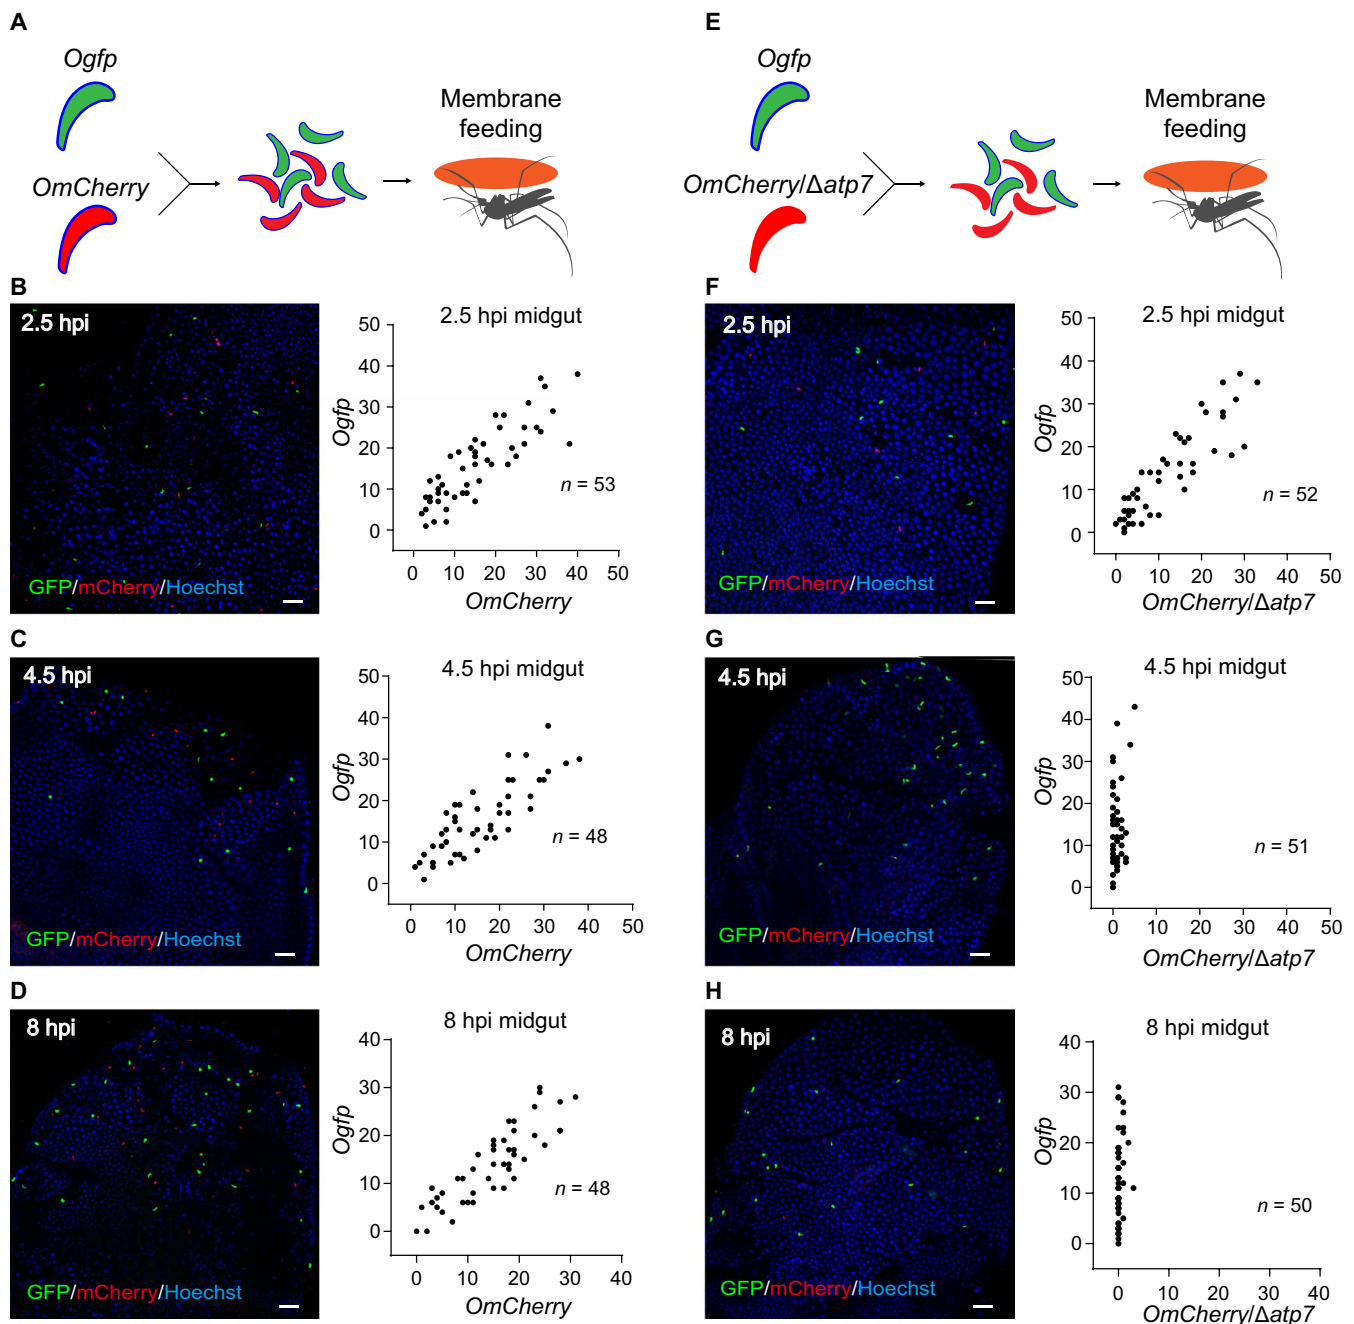 A
Ogfp
OmCherry
Membrane
feeding
E
Ogfp
OmCherry/Δatp7
Membrane
feeding
B
2.5 hpi
GFP/mCherry/Hoechst
2.5 hpi midgut
Ogfp
50
40
30
20
10
0
n = 53
0 10 20 30 40 50
OmCherry
F
2.5 hpi
GFP/mCherry/Hoechst
2.5 hpi midgut
Ogfp
50
40
30
20
10
0
n = 52
0 10 20 30 40 50
OmCherry/Δatp7
C
4.5 hpi
GFP/mCherry/Hoechst
4.5 hpi midgut
Ogfp
50
40
30
20
10
0
n = 48
0 10 20 30 40 50
OmCherry
G
4.5 hpi
GFP/mCherry/Hoechst
4.5 hpi midgut
Ogfp
50
40
30
20
10
0
n = 51
0 10 20 30 40 50
OmCherry/Δatp7
D
8 hpi
GFP/mCherry/Hoechst
8 hpi midgut
Ogfp
40
30
20
10
0
n = 48
0 10 20 30 40
OmCherry
H
8 hpi
GFP/mCherry/Hoechst
8 hpi midgut
Ogfp
40
30
20
10
0
n = 50
0 10 20 30 40
OmCherry/Δatp7